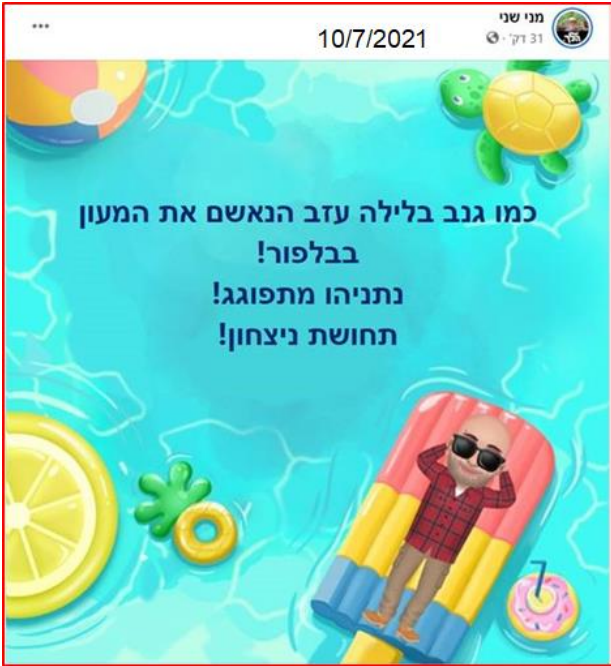 מני שני
31 דק'
10/7/2021
כמו גנב בלילה עזב הנאשם את המעון
בבלפור!
נתניהו מתפוגג!
תחושת ניצחון!